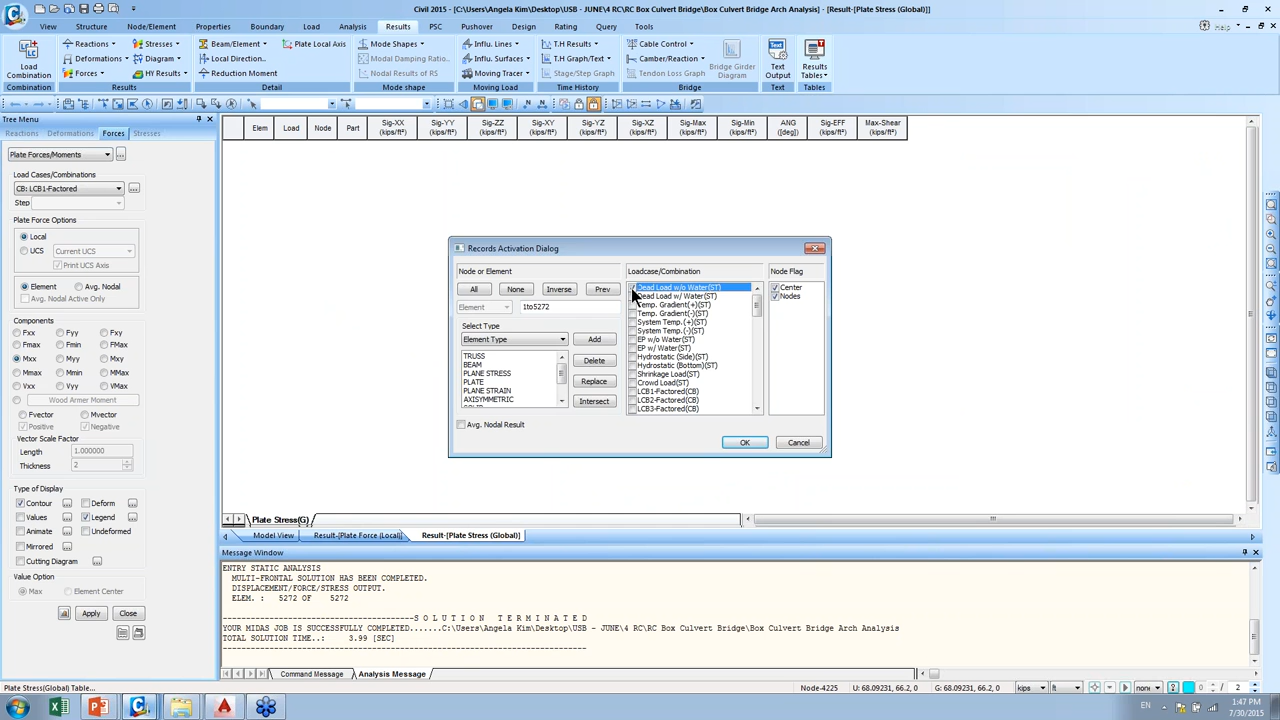 Civil 2015 - [C:\Users\Angela Kim\Desktop\USB - JUNE\4 RC\RC Box Culvert Bridge\Box Culvert Bridge Arch Analysis] - [Result-[Plate Stress (Global)]]
View Structure Node/Element Properties Boundary Load Analysis Results PSC Pushover Design Rating Query Tools Help
Load Combination
Reactions
Deformations
Forces
Stresses
Diagram
HY Results
Beam/Element
Local Direction...
Reduction Moment
Plate Local Axis
Mode Shapes
Modal Damping Ratio...
Nodal Results of RS
Influ. Lines
Influ. Surfaces
Moving Tracer
T.H Results
T.H Graph/Text
Stage/Step Graph
Cable Control
Camber/Reaction
Tendon Loss Graph
Bridge Girder Diagram
Text Output
Results Tables
Combination Results Detail Mode shape Moving Load Time History Bridge Text Tables
Tree Menu
Reactions Deformations Forces Stresses
Plate Forces/Moments
...
Load Cases/Combinations
CB: LCB1-Factored
...
Step
Plate Force Options
Local
UCS Current UCS
Print UCS Axis
Element Avg. Nodal
Avg. Nodal Active Only
Components
Fxx Fyy Fxy
Fmax Fmin FMax
Mxx Myy Mxy
Mmax Mmin MMax
Vxx Vyy VMax
Wood Armer Moment
Fvector Mvector
Positive Negative
Vector Scale Factor
Length 1.000000
Thickness 2
Type of Display
Contour ... Deform ...
Values ... Legend ...
Animate ... Undeformed
Mirrored ...
Cutting Diagram ...
Value Option
Max Element Center
Apply Close
Elem Load Node Part Sig-XX (kips/ft²) Sig-YY (kips/ft²) Sig-ZZ (kips/ft²) Sig-XY (kips/ft²) Sig-YZ (kips/ft²) Sig-XZ (kips/ft²) Sig-Max (kips/ft²) Sig-Min (kips/ft²) ANG ([deg]) Sig-EFF (kips/ft²) Max-Shear (kips/ft²)
Records Activation Dialog
Node or Element
All None Inverse Prev
Element 1to5272
Select Type
Element Type
Add
Delete
Replace
Intersect
TRUSS
BEAM
PLANE STRESS
PLATE
PLANE STRAIN
AXISYMMETRIC
Avg. Nodal Result
Loadcase/Combination
Dead Load w/o Water(ST)
Dead Load w/ Water(ST)
Temp. Gradient(+)(ST)
Temp. Gradient(-)(ST)
System Temp.(+)(ST)
System Temp.(-)(ST)
EP w/o Water(ST)
EP w/ Water(ST)
Hydrostatic (Side)(ST)
Hydrostatic (Bottom)(ST)
Shrinkage Load(ST)
Crowd Load(ST)
LCB1-Factored(CB)
LCB2-Factored(CB)
LCB3-Factored(CB)
Node Flag
Center
Nodes
OK Cancel
Plate Stress(G)
Model View Result-[Plate Force (Local)] Result-[Plate Stress (Global)]
Message Window
ENTRY STATIC ANALYSIS
MULTI-FRONTAL SOLUTION HAS BEEN COMPLETED.
DISPLACEMENT/FORCE/STRESS OUTPUT.
ELEM. : 5272 OF 5272
S O L U T I O N T E R M I N A T E D
YOUR MIDAS JOB IS SUCCESSFULLY COMPLETED.......C:\Users\Angela Kim\Desktop\USB - JUNE\4 RC\RC Box Culvert Bridge\Box Culvert Bridge Arch Analysis
TOTAL SOLUTION TIME..: 3.99 [SEC]
Command Message Analysis Message
Plate Stress(Global) Table...
Node-4225
U: 68.09231, 66.2, 0
G: 68.09231, 66.2, 0
kips ft
non
/ 2
EN
1:47 PM
7/30/2015